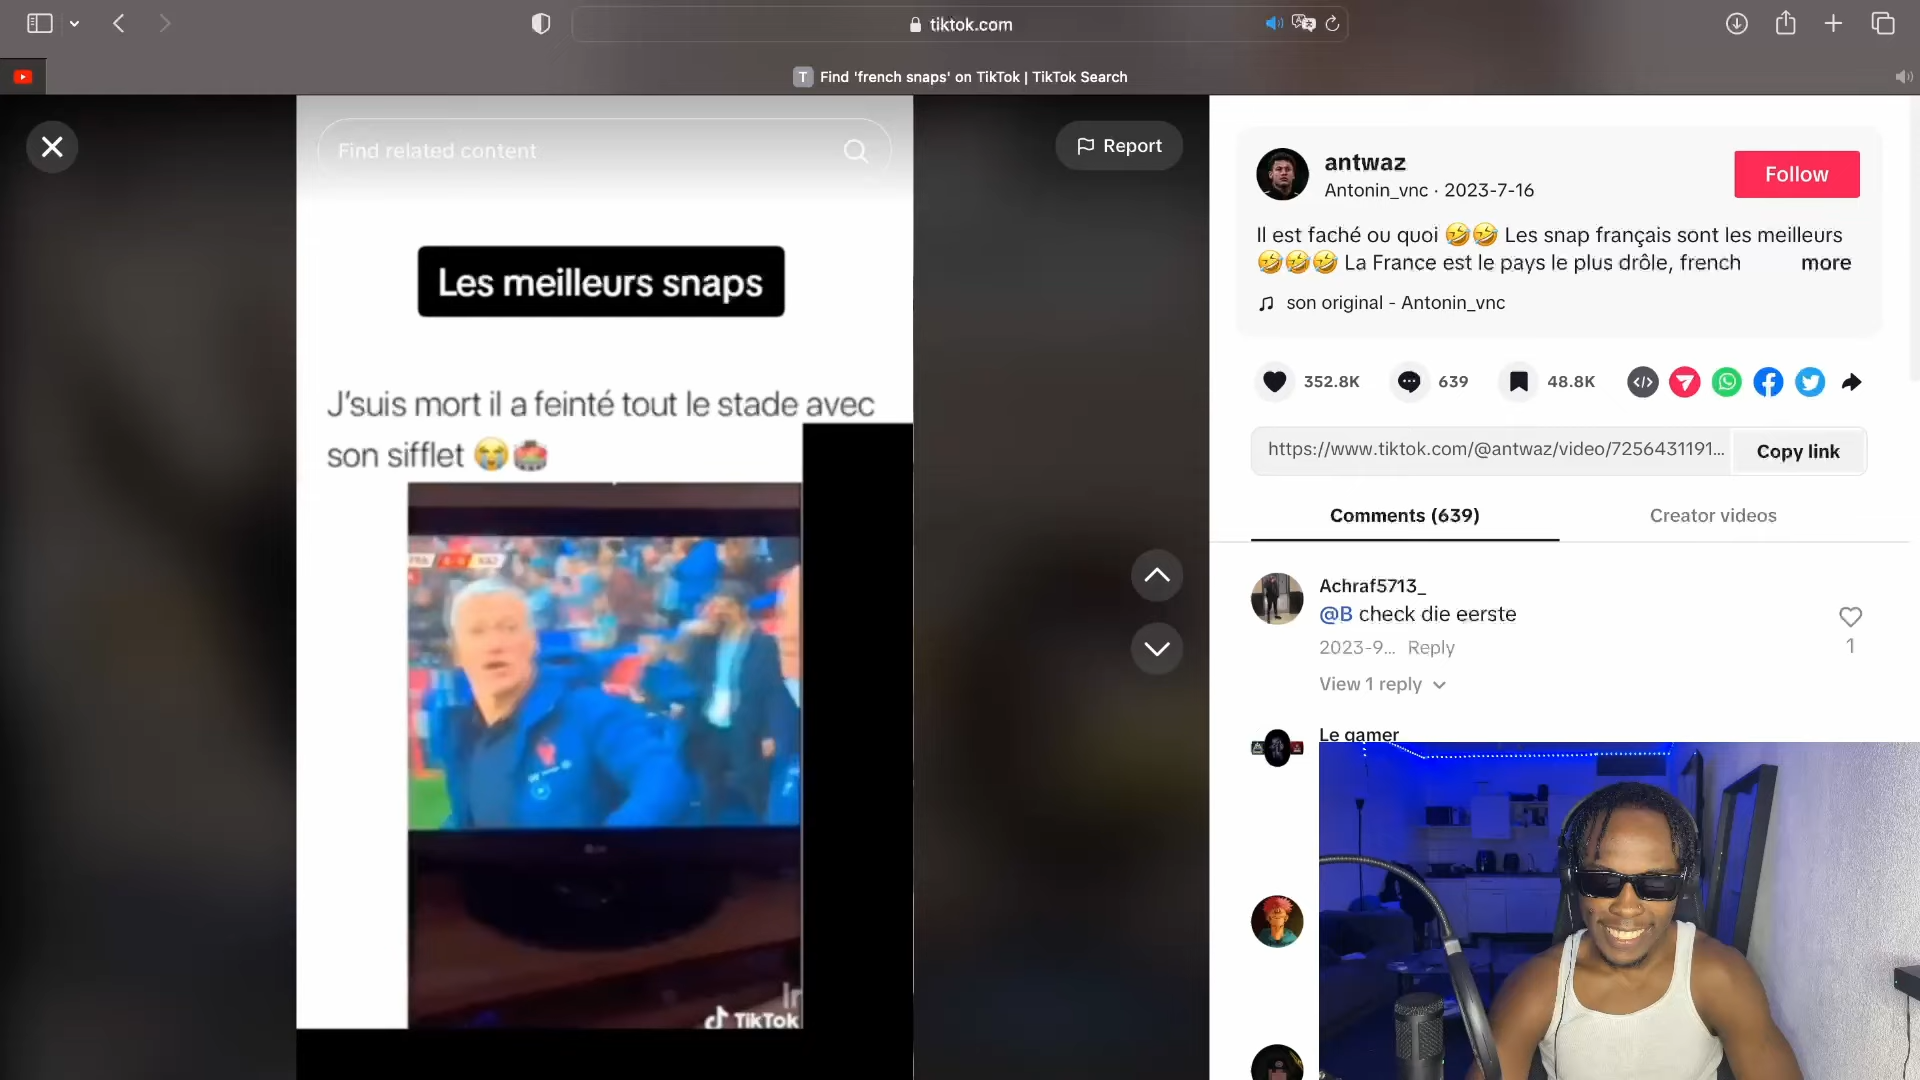 tiktok.com
T Find 'french snaps' on TikTok | TikTok Search
Find related content
Report
Les meilleurs snaps
J'suis mort il a feinté tout le stade avec
son sifflet 😭🏟️
TikTok
antwaz
Antonin_vnc · 2023-7-16
Follow
Il est faché ou quoi 🤣🤣 Les snap français sont les meilleurs
🤣🤣🤣 La France est le pays le plus drôle, french more
son original - Antonin_vnc
352.8K
639
48.8K
https://www.tiktok.com/@antwaz/video/7256431191...
Copy link
Comments (639)
Creator videos
Achraf5713_
@B check die eerste
2023-9... Reply
1
View 1 reply
Le gamer